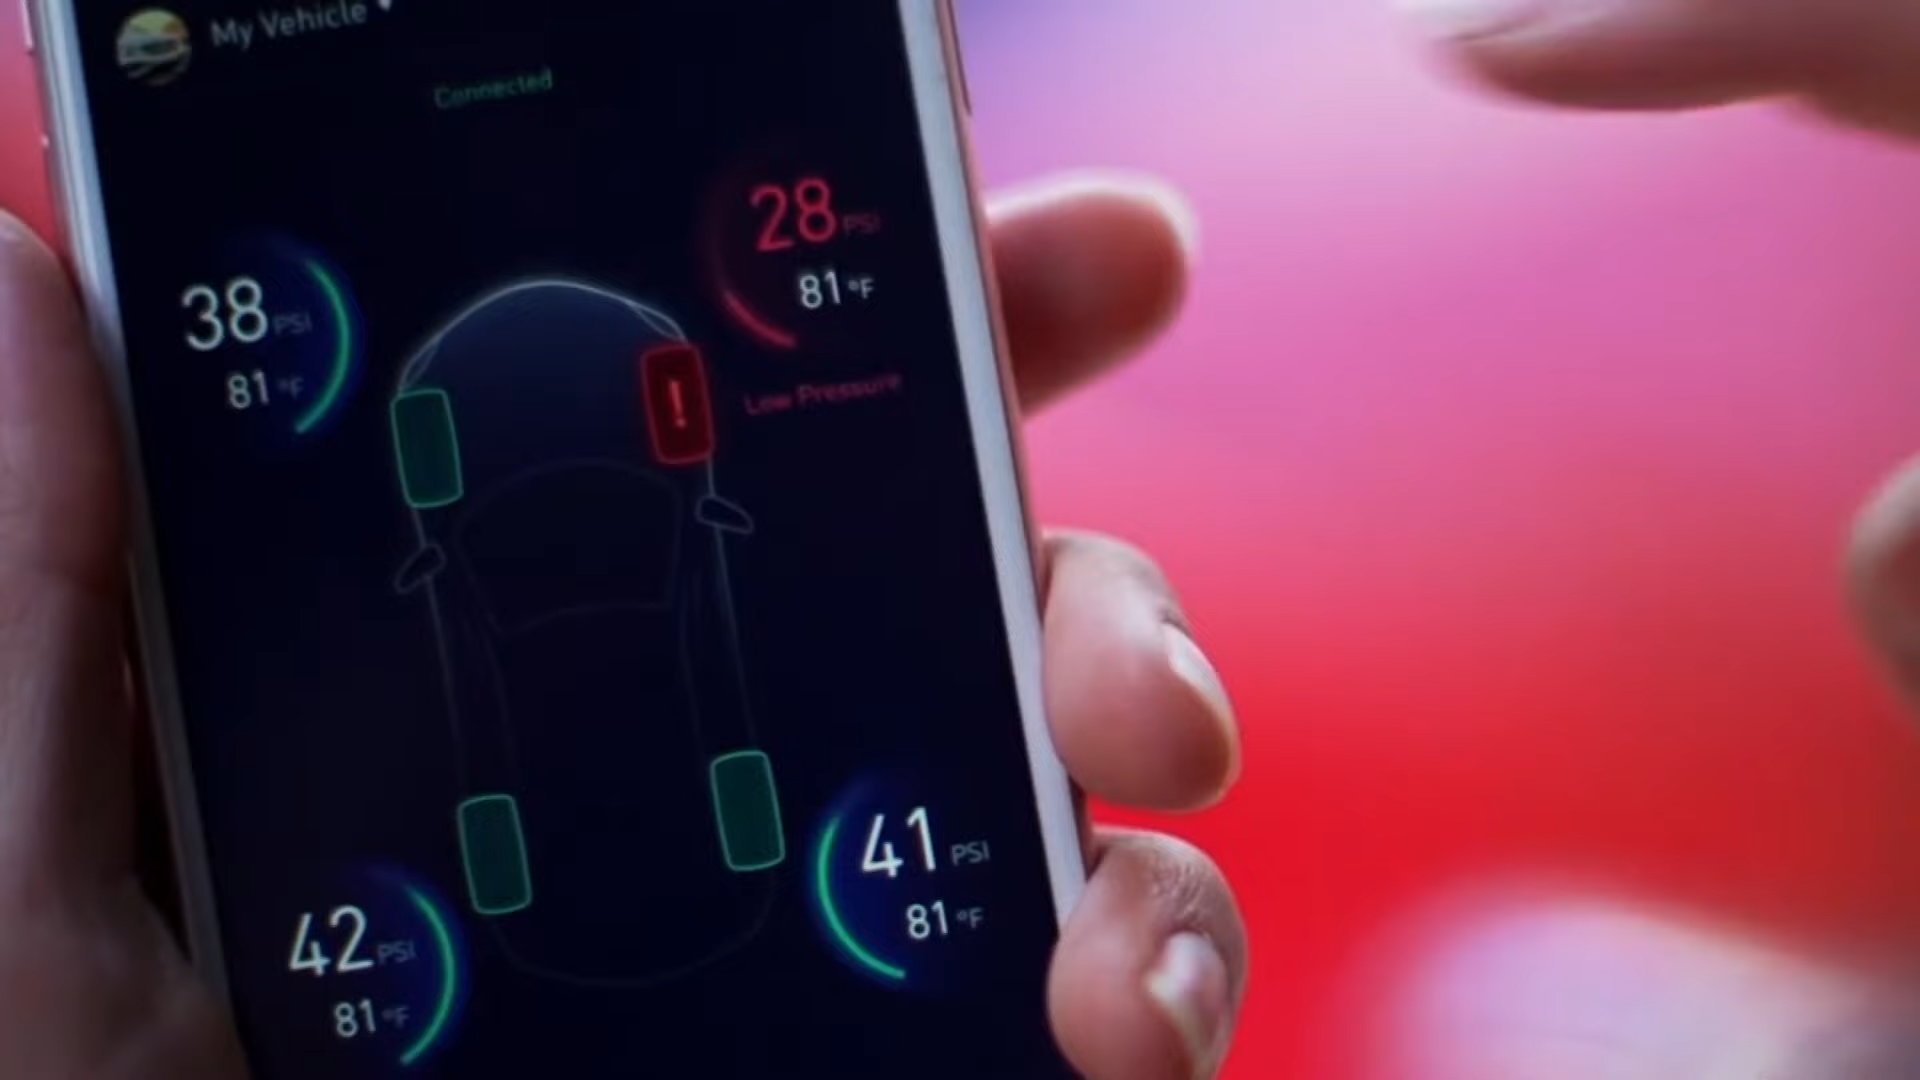 My Vehicle
Connected
28 PSI
81 °F
Low Pressure
38 PSI
81 °F
!
41 PSI
81 °F
42 PSI
81 °F